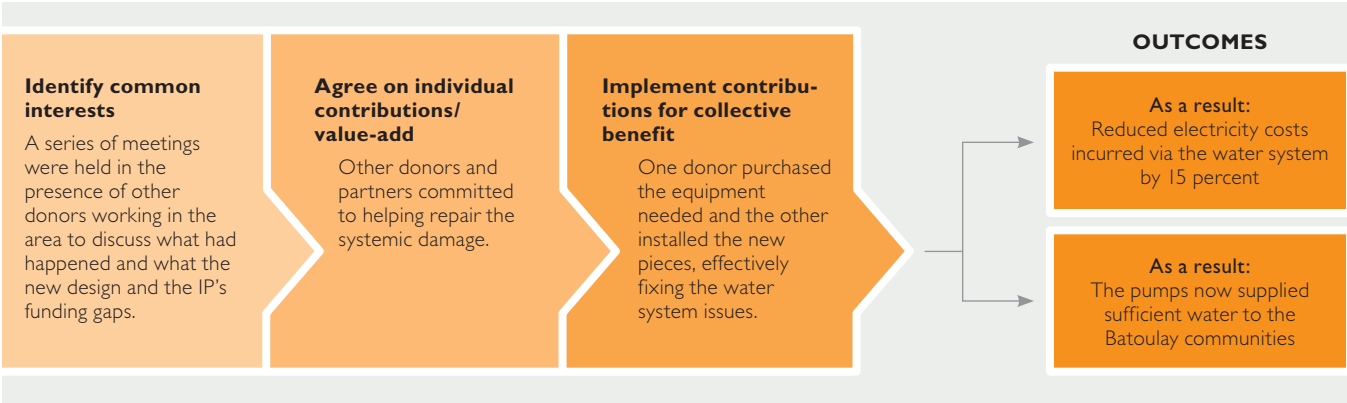 Identify common
interests
A series of meetings
were held in the
presence of other
donors working in the
area to discuss what had
happened and what the
new design and the IP’s
funding gaps.
Agree on individual
contributions/
value-add
Other donors and
partners committed
to helping repair the
systemic damage.
Implement contribu-
tions for collective
benefit
One donor purchased
the equipment
needed and the other
installed the new
pieces, effectively
fixing the water
system issues.
OUTCOMES
As a result:
Reduced electricity costs
incurred via the water system
by 15 percent
As a result:
The pumps now supplied
sufficient water to the
Batoulay communities